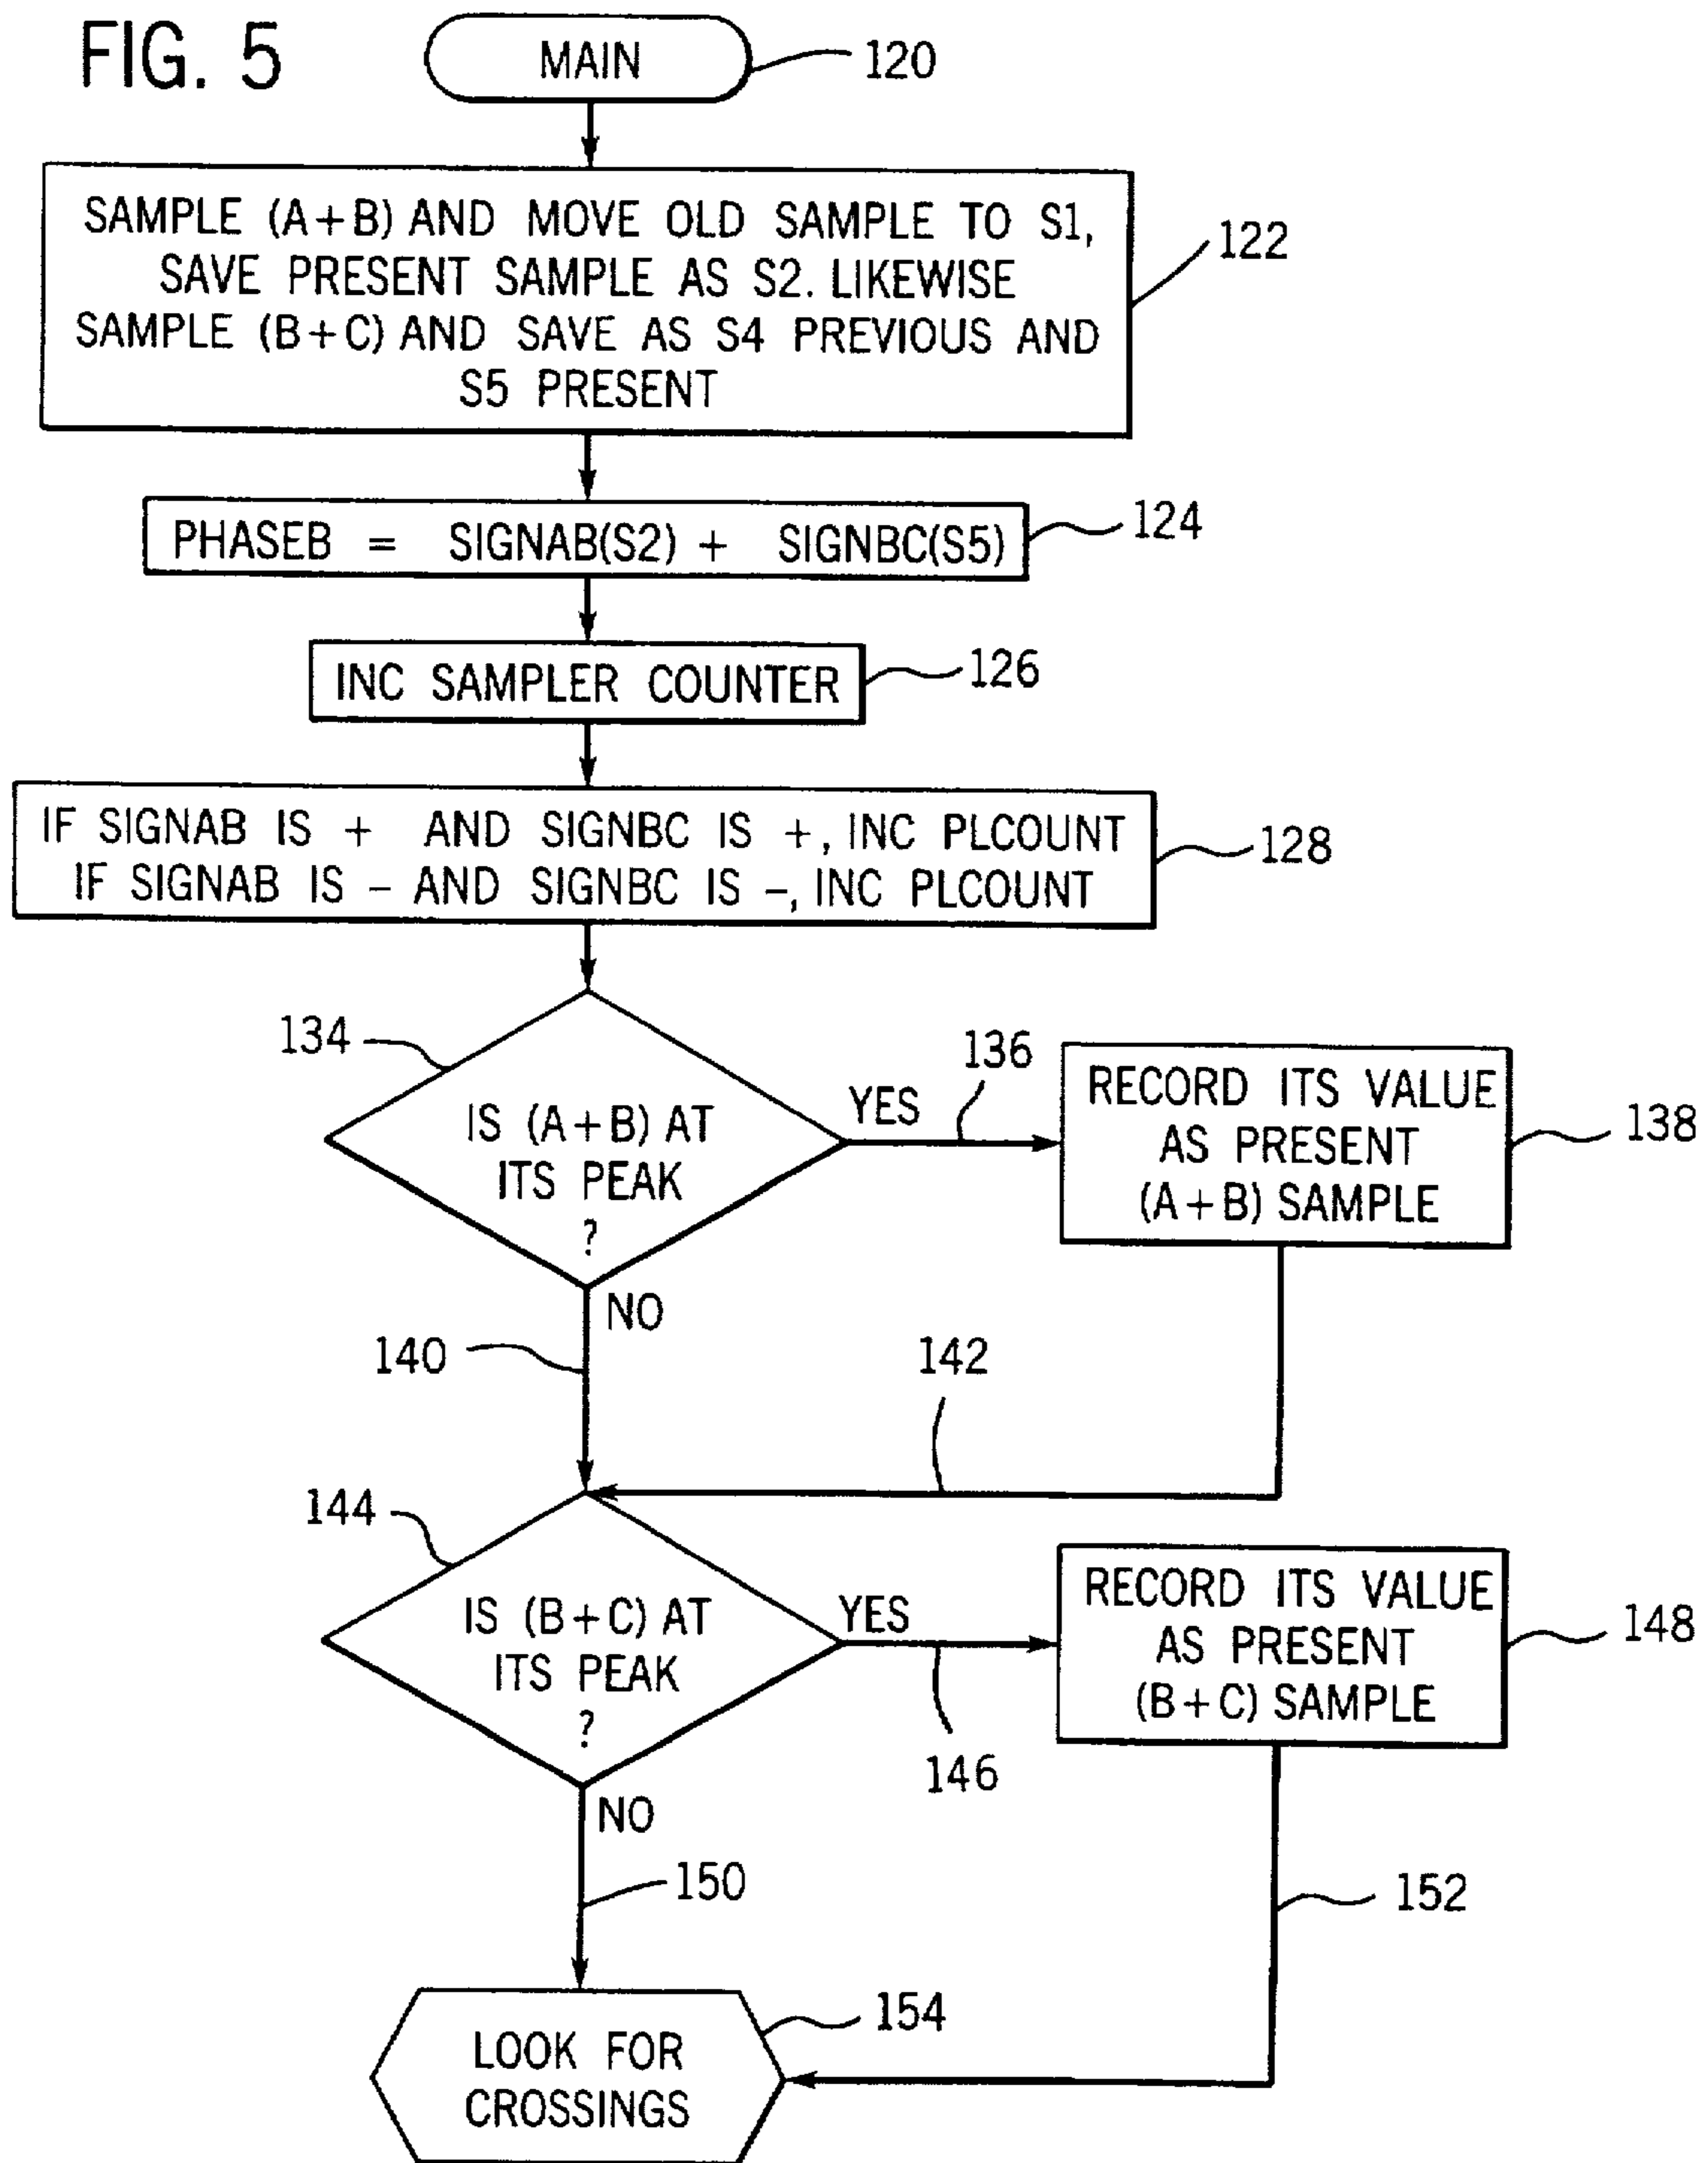 FIG. 5
MAIN
120
SAMPLE (A+B) AND MOVE OLD SAMPLE TO S1,
SAVE PRESENT SAMPLE AS S2. LIKEWISE
SAMPLE (B+C) AND SAVE AS S4 PREVIOUS AND
S5 PRESENT
122
PHASEB = SIGNAB(S2) + SIGNBC(S5)
124
INC SAMPLER COUNTER
126
IF SIGNAB IS + AND SIGNBC IS +, INC PLCOUNT
IF SIGNAB IS – AND SIGNBC IS –, INC PLCOUNT
128
134
IS (A+B) AT
ITS PEAK
?
YES
136
RECORD ITS VALUE
AS PRESENT
(A+B) SAMPLE
138
NO
140
142
144
IS (B+C) AT
ITS PEAK
?
YES
146
RECORD ITS VALUE
AS PRESENT
(B+C) SAMPLE
148
NO
150
152
LOOK FOR
CROSSINGS
154